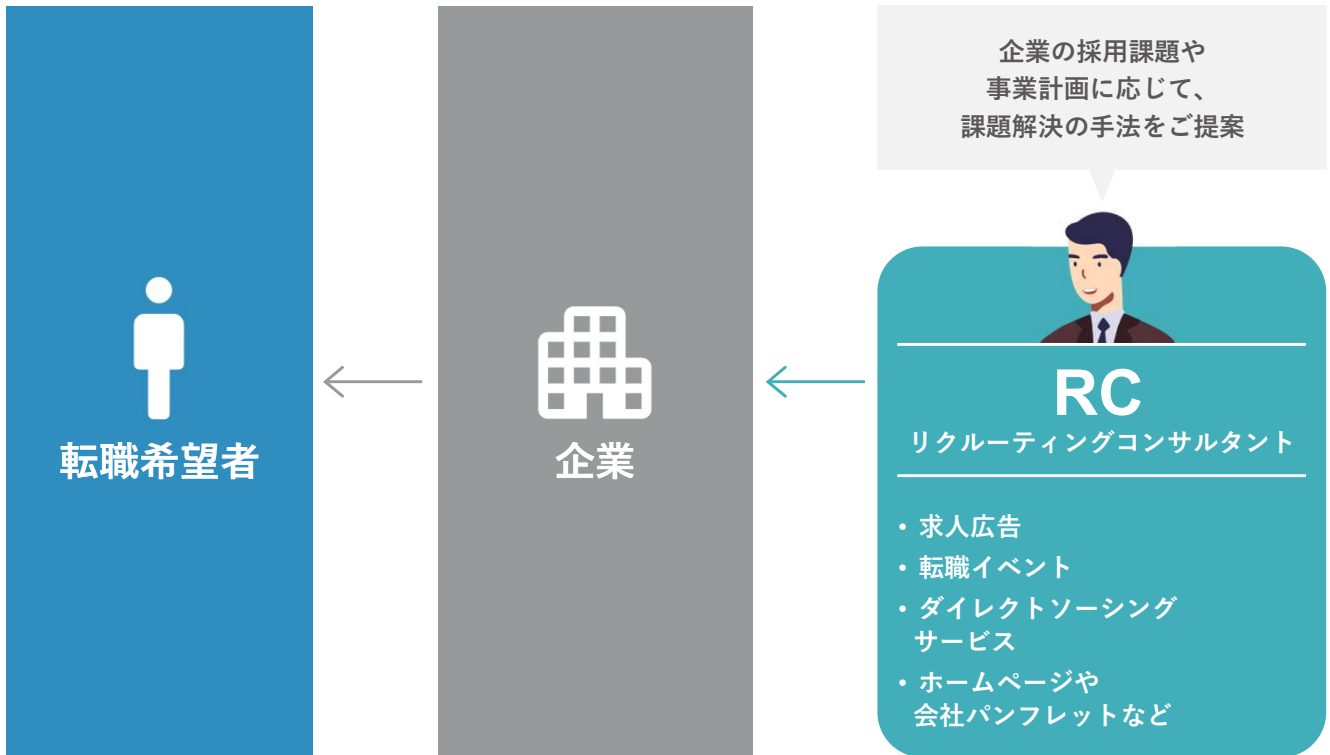 転職希望者
企業
企業の採用課題や
事業計画に応じて、
課題解決の手法をご提案
RC
リクルーティングコンサルタント
・求人広告
・転職イベント
・ダイレクトソーシング
サービス
・ホームページや
会社パンフレットなど